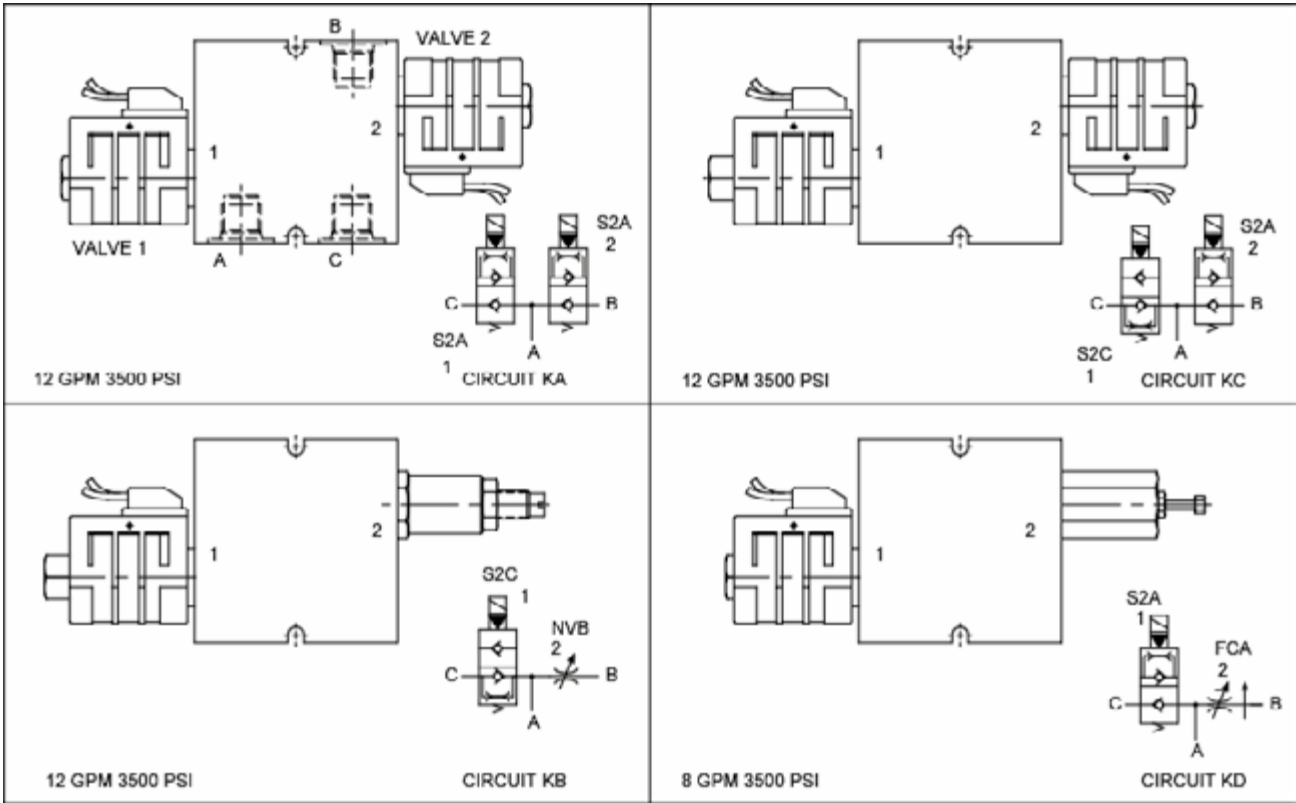 B
VALVE 2
2
1
VALVE 1
A
C
S2A
2
C
B
A
S2A
1
12 GPM 3500 PSI
CIRCUIT KA
2
1
S2A
2
C
B
A
S2C
1
12 GPM 3500 PSI
CIRCUIT KC
2
1
S2C
1
NVB
2
C
B
A
12 GPM 3500 PSI
CIRCUIT KB
2
1
S2A
1
FCA
2
C
B
A
8 GPM 3500 PSI
CIRCUIT KD